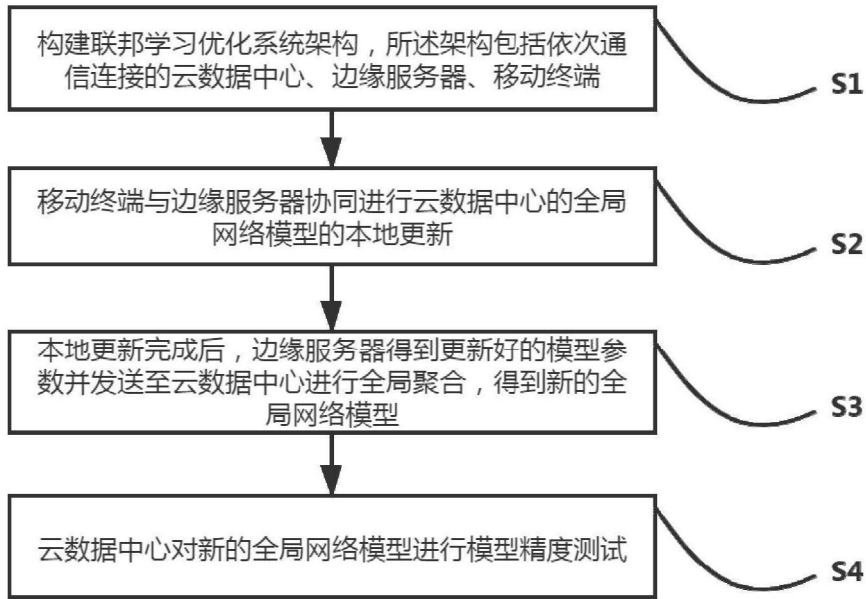 构建联邦学习优化系统架构，所述架构包括依次通
信连接的云数据中心、边缘服务器、移动终端
S1
移动终端与边缘服务器协同进行云数据中心的全局
网络模型的本地更新
S2
本地更新完成后，边缘服务器得到更新好的模型参
数并发送至云数据中心进行全局聚合，得到新的全
局网络模型
S3
云数据中心对新的全局网络模型进行模型精度测试
S4